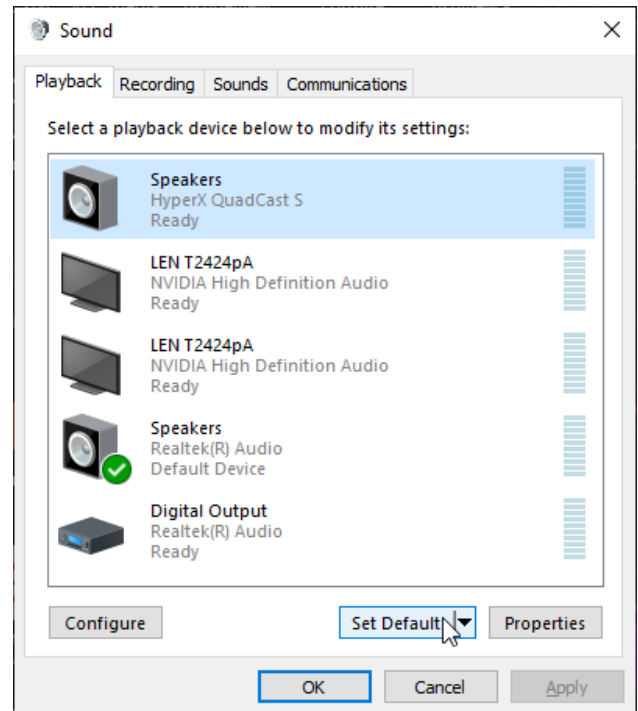 Sound
Playback Recording Sounds Communications
Select a playback device below to modify its settings:
Speakers
HyperX QuadCast S
Ready
LEN T2424pA
NVIDIA High Definition Audio
Ready
LEN T2424pA
NVIDIA High Definition Audio
Ready
Speakers
Realtek(R) Audio
Default Device
Digital Output
Realtek(R) Audio
Ready
Configure Set Default Properties
OK Cancel Apply